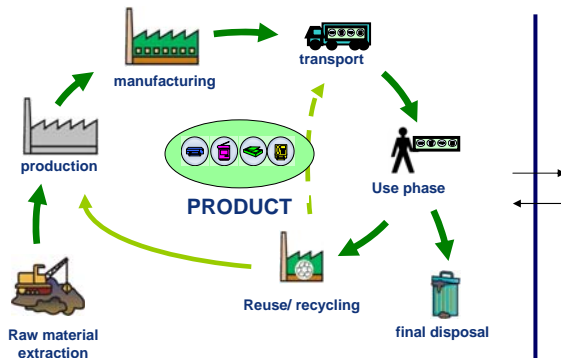 manufacturing
transport
production
Use phase
PRODUCT
Reuse/ recycling
final disposal
Raw material
extraction